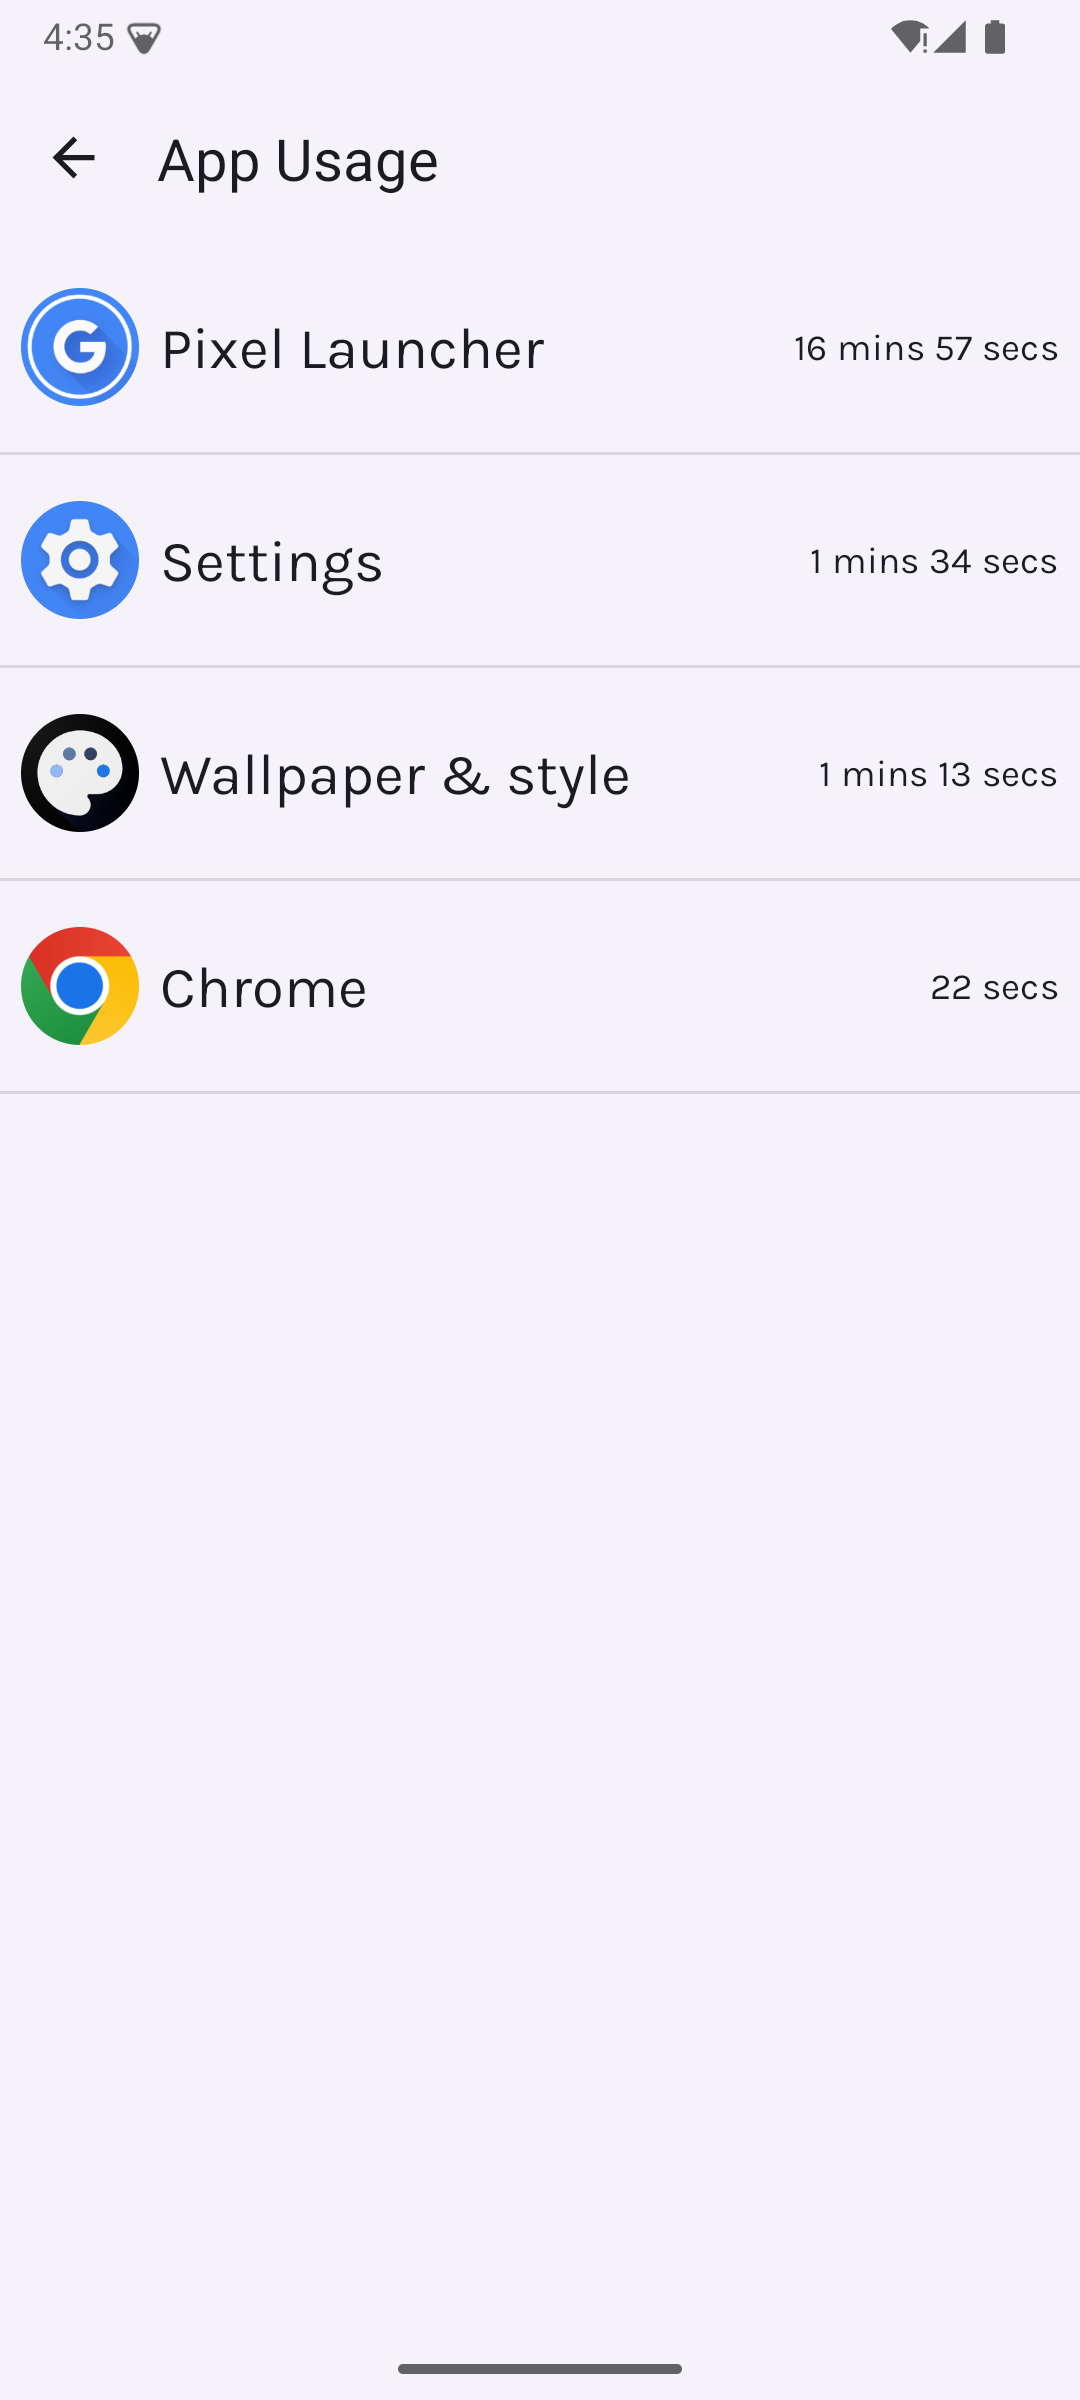 4:35
App Usage
Pixel Launcher 16 mins 57 secs
Settings 1 mins 34 secs
Wallpaper & style 1 mins 13 secs
Chrome 22 secs